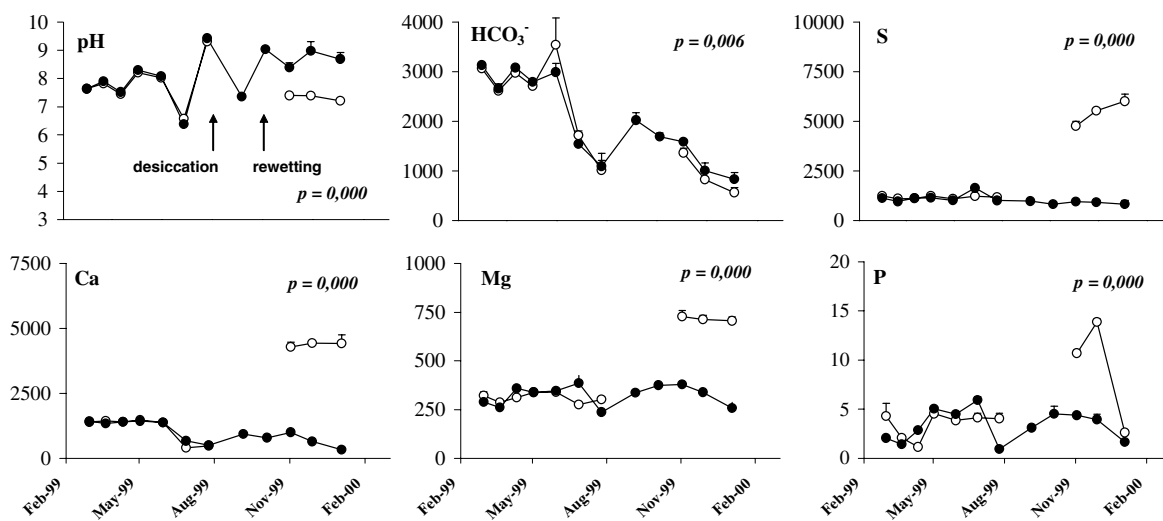 pH
10
9
8
7
6
5
4
3
desiccation
rewetting
p = 0,000
HCO₃⁻
4000
3000
2000
1000
0
p = 0,006
S
10000
7500
5000
2500
0
p = 0,000
Ca
7500
5000
2500
0
p = 0,000
Feb-99
May-99
Aug-99
Nov-99
Feb-00
Mg
1000
750
500
250
0
p = 0,000
Feb-99
May-99
Aug-99
Nov-99
Feb-00
P
20
15
10
5
0
p = 0,000
Feb-99
May-99
Aug-99
Nov-99
Feb-00